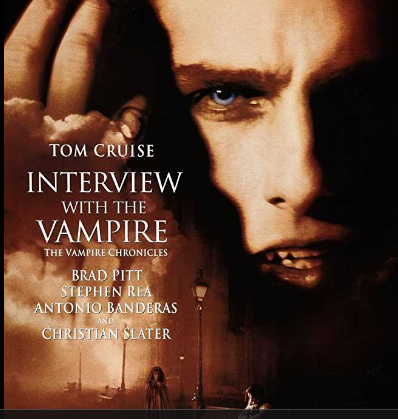 TOM CRUISE
INTERVIEW
WITH THE
VAMPIRE
THE VAMPIRE CHRONICLES
BRAD PITT
STEPHEN REA
ANTONIO BANDERAS
AND
CHRISTIAN SLATER